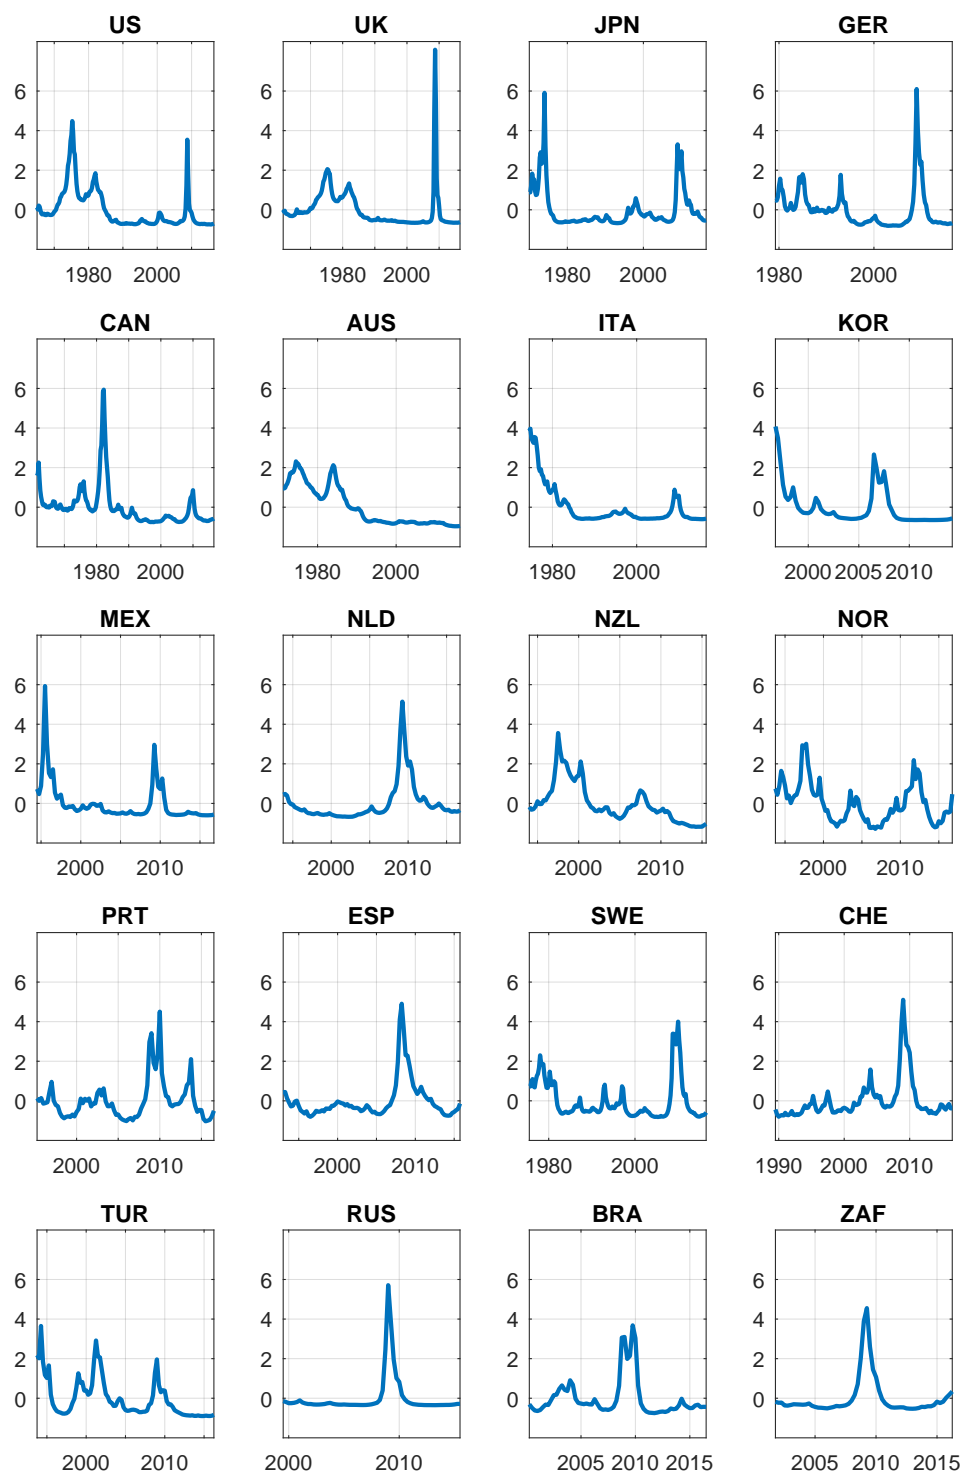 US UK JPN GER
6 6 6 6
4 4 4 4
2 2 2 2
0 0 0 0
1980 2000 1980 2000 1980 2000 1980 2000
CAN AUS ITA KOR
6 6 6 6
4 4 4 4
2 2 2 2
0 0 0 0
1980 2000 1980 2000 1980 2000 2000 2005 2010
MEX NLD NZL NOR
6 6 6 6
4 4 4 4
2 2 2 2
0 0 0 0
2000 2010 2000 2010 2000 2010 2000 2010
PRT ESP SWE CHE
6 6 6 6
4 4 4 4
2 2 2 2
0 0 0 0
2000 2010 2000 2010 1980 2000 1990 2000 2010
TUR RUS BRA ZAF
6 6 6 6
4 4 4 4
2 2 2 2
0 0 0 0
2000 2010 2000 2010 2005 2010 2015 2005 2010 2015